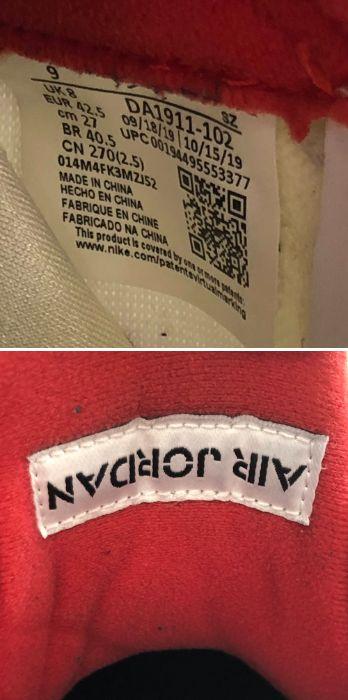 9 SZ
UK 8 DA1911-102
EUR 42.5 09/18/19 10/15/19
cm 27 UPC 00194495553377
BR 40.5
CN 270(2.5)
014M4FK3MZJ52
MADE IN CHINA
HECHO EN CHINA
FABRIQUE EN CHINE
FABRICADO NA CHINA
This product is covered by one or more patents:
www.nike.com/patentsvirtualmarking
AIR JORDAN